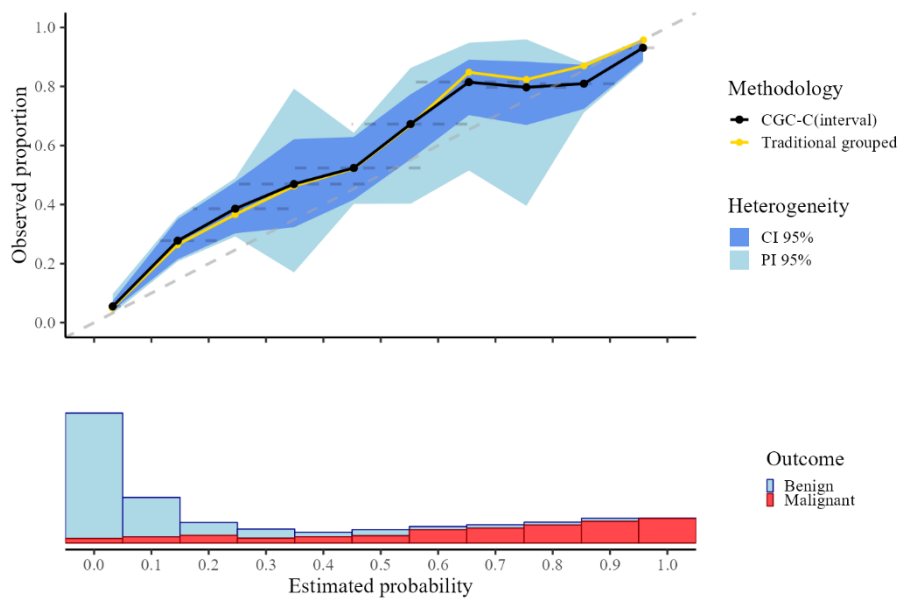 1.0
0.8
0.6
0.4
0.2
0.0
Observed proportion
Methodology
CGC-C(interval)
Traditional grouped
Heterogeneity
CI 95%
PI 95%
Outcome
Benign
Malignant
0.0 0.1 0.2 0.3 0.4 0.5 0.6 0.7 0.8 0.9 1.0
Estimated probability